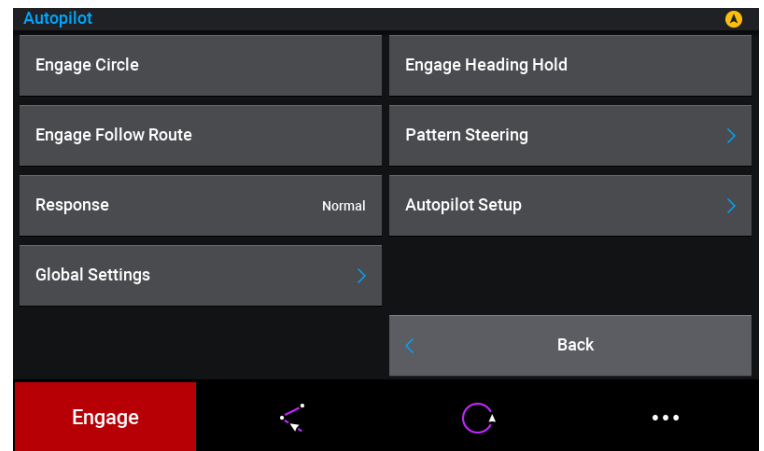 Autopilot
Engage Circle
Engage Heading Hold
Engage Follow Route
Pattern Steering
Response Normal
Autopilot Setup
Global Settings
Back
Engage